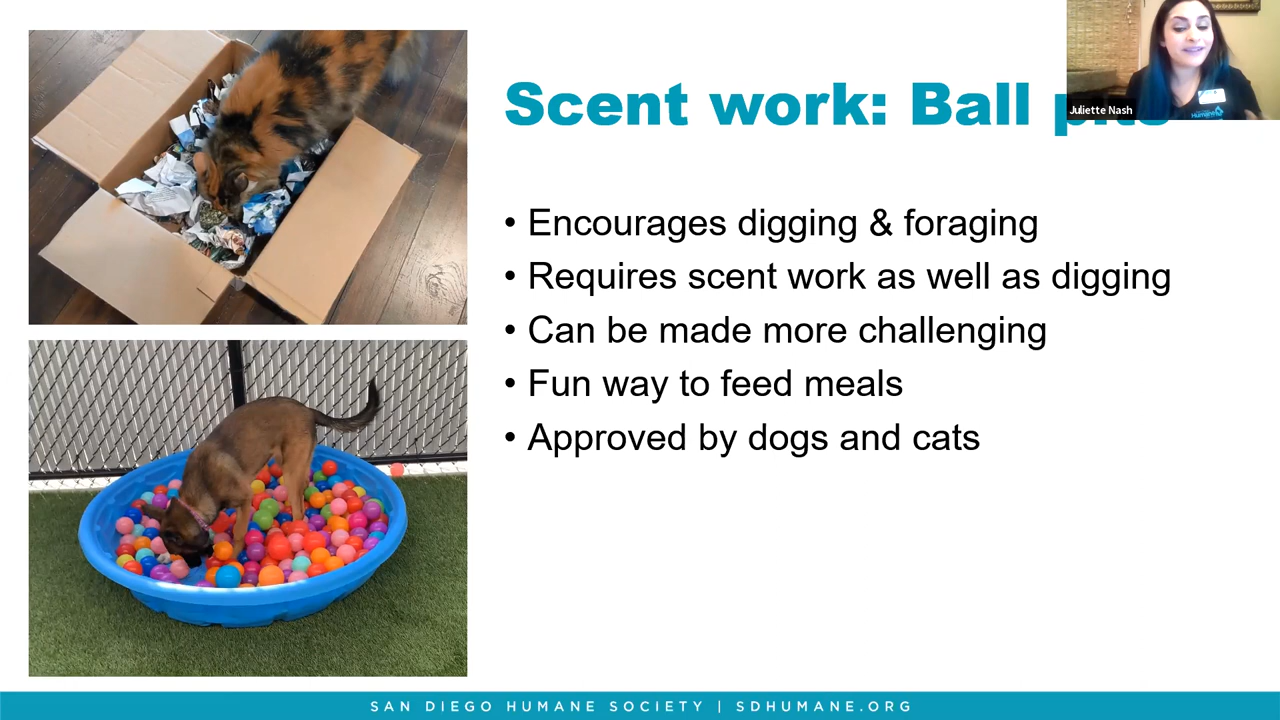 Scent work: Ball
Juliette Nash
• Encourages digging & foraging
• Requires scent work as well as digging
• Can be made more challenging
• Fun way to feed meals
• Approved by dogs and cats
SAN DIEGO HUMANE SOCIETY | SDHUMANE.ORG